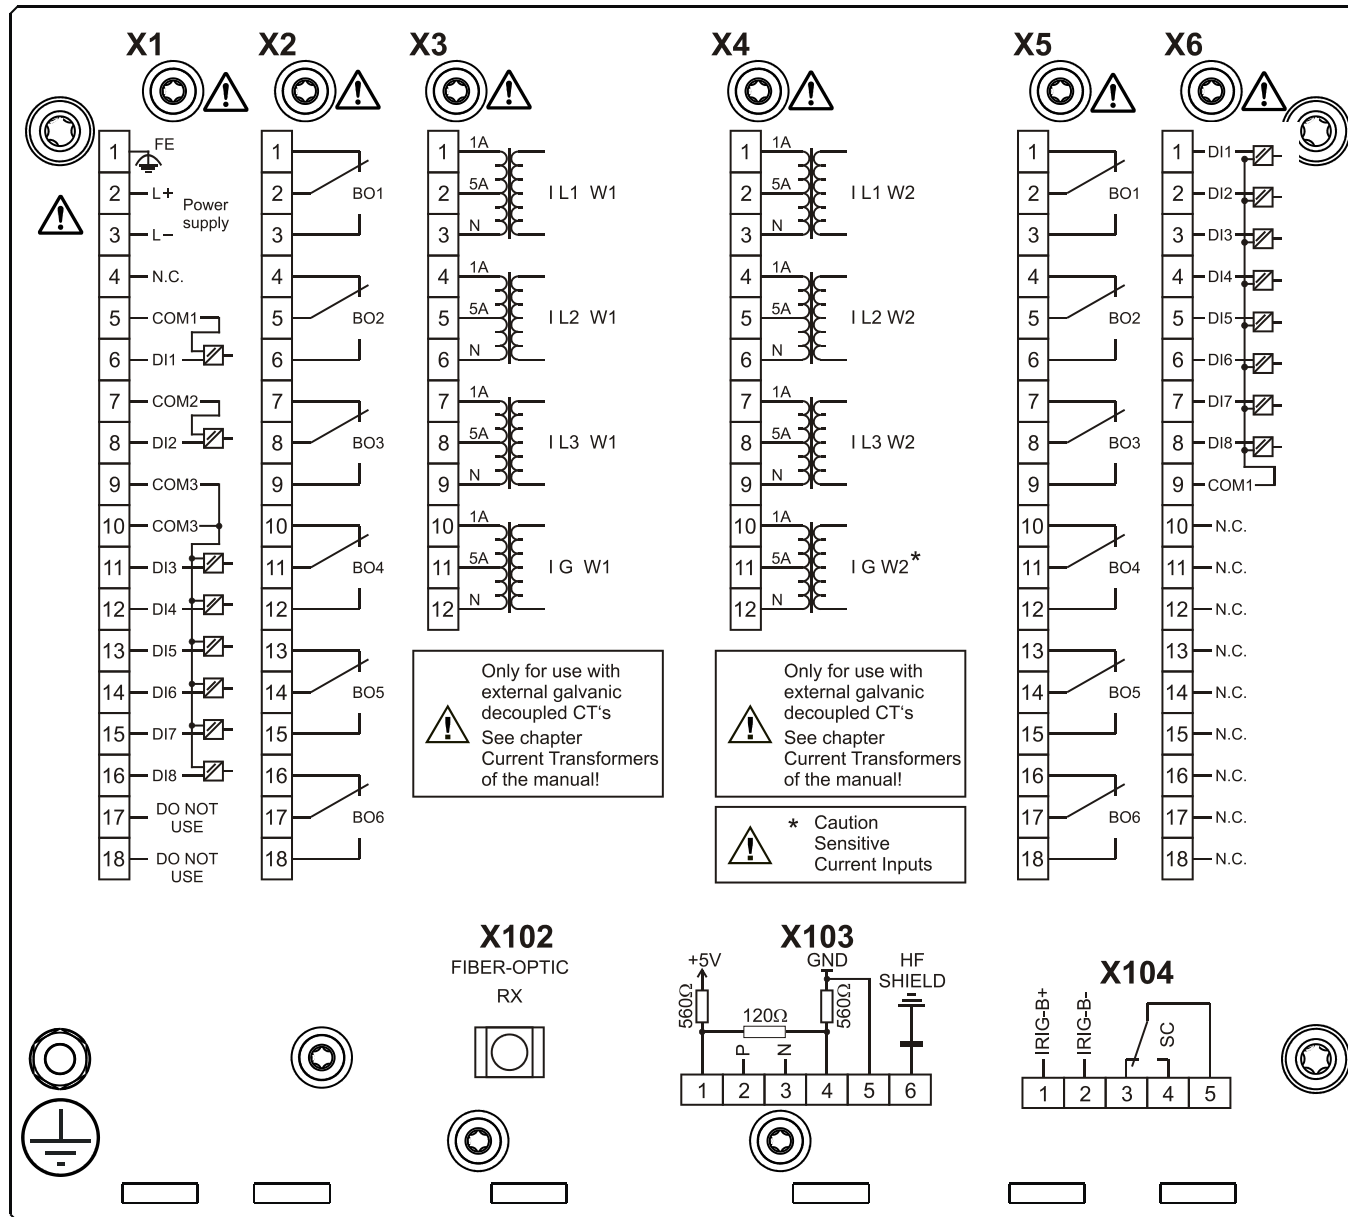 X1
X2
X3
X4
X5
X6
1 FE
2 L+
Power
supply
3 L–
4 N.C.
5 COM1
6 DI1
7 COM2
8 DI2
9 COM3
10 COM3
11 DI3
12 DI4
13 DI5
14 DI6
15 DI7
16 DI8
17 DO NOT
USE
18 DO NOT
USE
1
2 BO1
3
4
5 BO2
6
7
8 BO3
9
10
11 BO4
12
13
14 BO5
15
16
17 BO6
18
1 1A
2 5A I L1 W1
3 N
4 1A
5 5A I L2 W1
6 N
7 1A
8 5A I L3 W1
9 N
10 1A
11 5A I G W1
12 N
Only for use with
external galvanic
decoupled CT‘s
See chapter
Current Transformers
of the manual!
1 1A
2 5A I L1 W2
3 N
4 1A
5 5A I L2 W2
6 N
7 1A
8 5A I L3 W2
9 N
10 1A
11 5A I G W2*
12 N
Only for use with
external galvanic
decoupled CT‘s
See chapter
Current Transformers
of the manual!
* Caution
Sensitive
Current Inputs
1
2 BO1
3
4
5 BO2
6
7
8 BO3
9
10
11 BO4
12
13
14 BO5
15
16
17 BO6
18
1 DI1
2 DI2
3 DI3
4 DI4
5 DI5
6 DI6
7 DI7
8 DI8
9 COM1
10 N.C.
11 N.C.
12 N.C.
13 N.C.
14 N.C.
15 N.C.
16 N.C.
17 N.C.
18 N.C.
X102
FIBER-OPTIC
RX
X103
+5V GND HF
SHIELD
560Ω 120Ω 560Ω
P N
1 2 3 4 5 6
X104
IRIG-B+ IRIG-B- SC
1 2 3 4 5